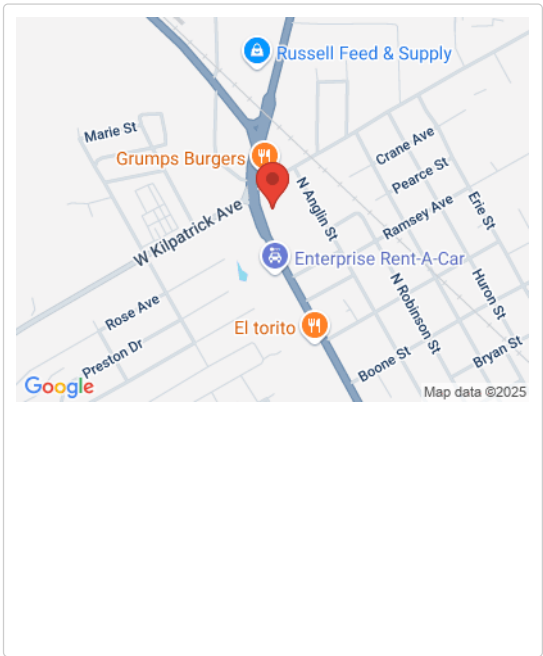 Russell Feed & Supply
Marie St
Grumps Burgers
Crane Ave
Pearce St
N Anglin St
Erie St
W Kilpatrick Ave
Ramsey Ave
Enterprise Rent-A-Car
Rose Ave
N Robinson St
Huron St
El torito
Preston Dr
Boone St
Bryan St
Google
Map data ©2025